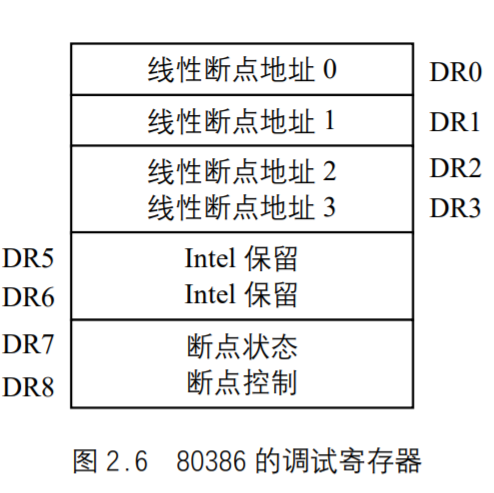 线性断点地址 0 DR0
线性断点地址 1 DR1
线性断点地址 2 DR2
线性断点地址 3 DR3
DR5 Intel 保留
DR6 Intel 保留
DR7 断点状态
DR8 断点控制
图 2.6 80386 的调试寄存器